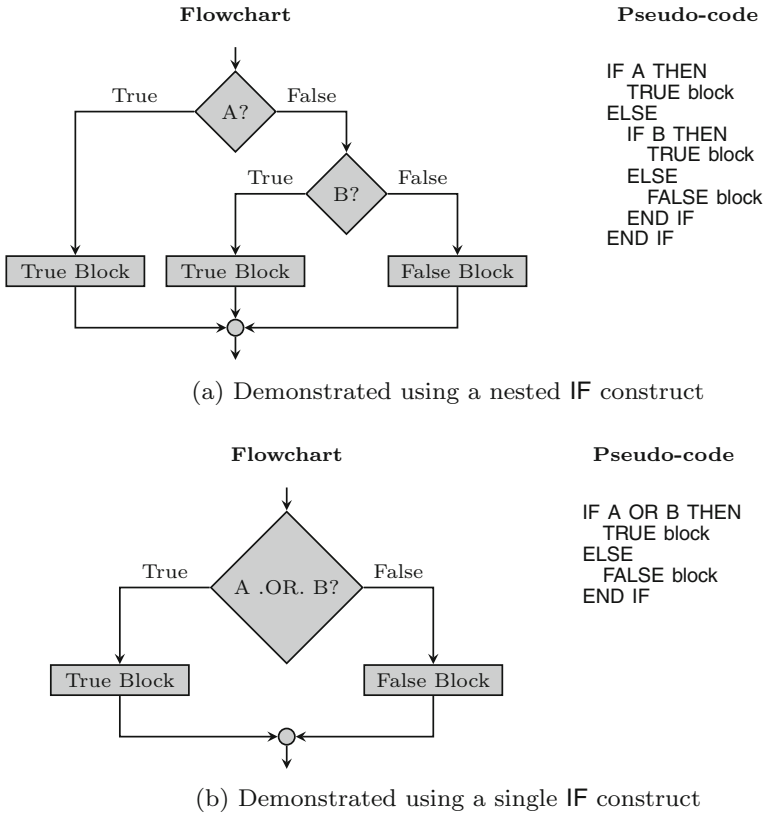 Flowchart
Pseudo-code
True
False
A?
True
False
B?
True Block
True Block
False Block
IF A THEN
TRUE block
ELSE
IF B THEN
TRUE block
ELSE
FALSE block
END IF
END IF
(a) Demonstrated using a nested IF construct
Flowchart
Pseudo-code
True
False
A .OR. B?
True Block
False Block
IF A OR B THEN
TRUE block
ELSE
FALSE block
END IF
(b) Demonstrated using a single IF construct